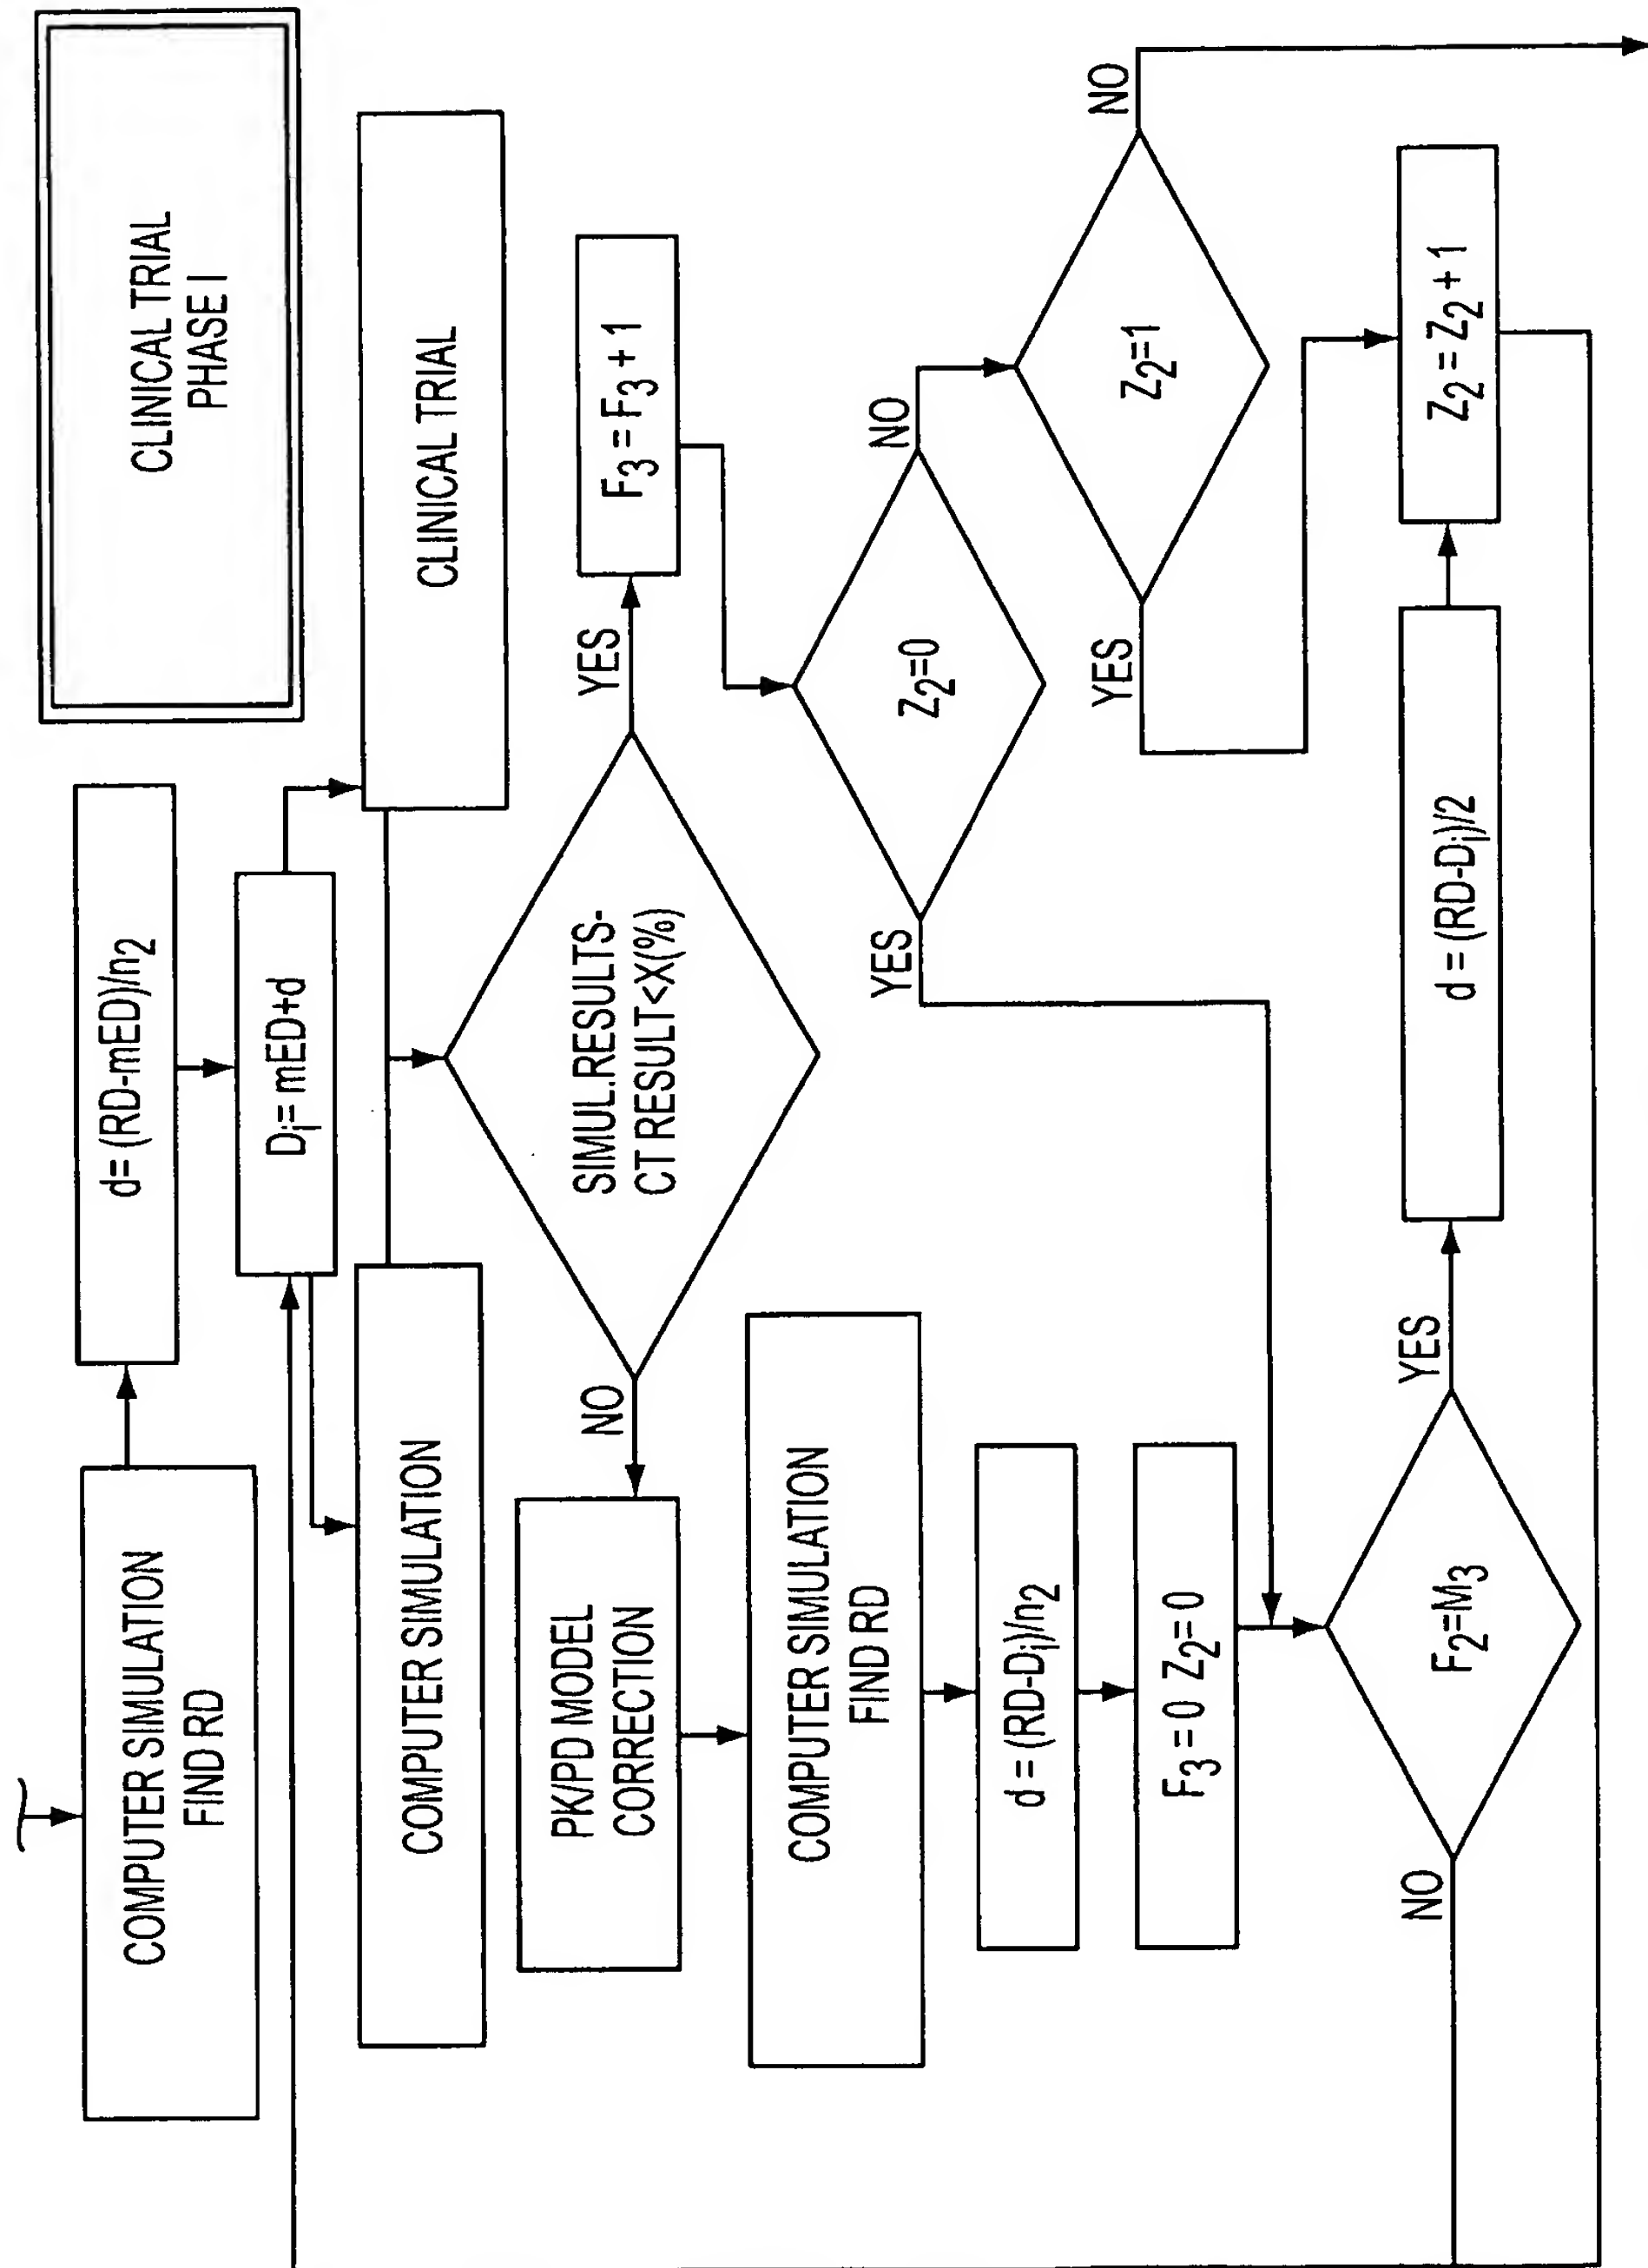 CLINICAL TRIAL
PHASE I
COMPUTER SIMULATION
FIND RD
d= (RD-mED)/n2
Di= mED+d
COMPUTER SIMULATION
CLINICAL TRIAL
SIMUL.RESULTS-
CT RESULT<X(%)
NO
YES
PK/PD MODEL
CORRECTION
F3 = F3 + 1
COMPUTER SIMULATION
FIND RD
Z2=0
YES
NO
d = (RD-Di)/n2
F3 = 0 Z2= 0
Z2=1
YES
NO
F2=M3
NO
YES
d = (RD-Di)/2
Z2 = Z2 + 1